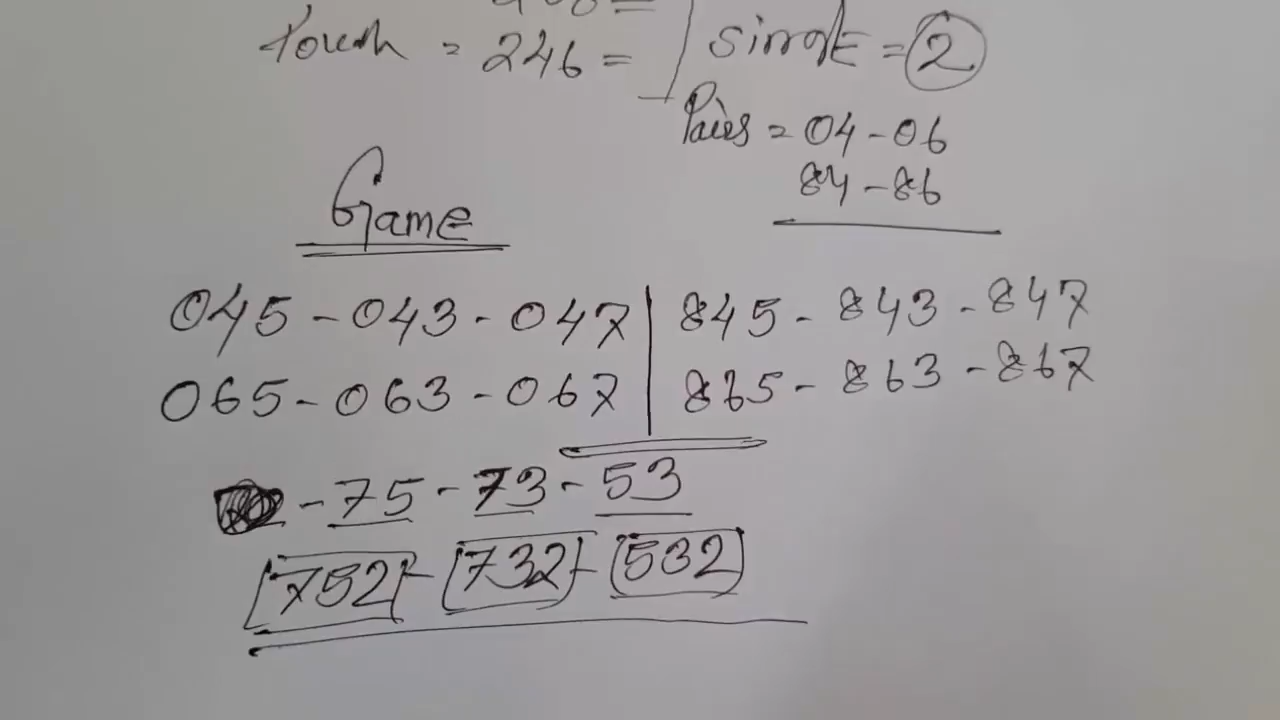 Touch = 246 =
Single = 2
Paies = 04 - 06
84 - 86
Game
045 - 043 - 047 | 845 - 843 - 847
065 - 063 - 067 | 865 - 863 - 867
- 75 - 73 - 53
752 - 732 - 532